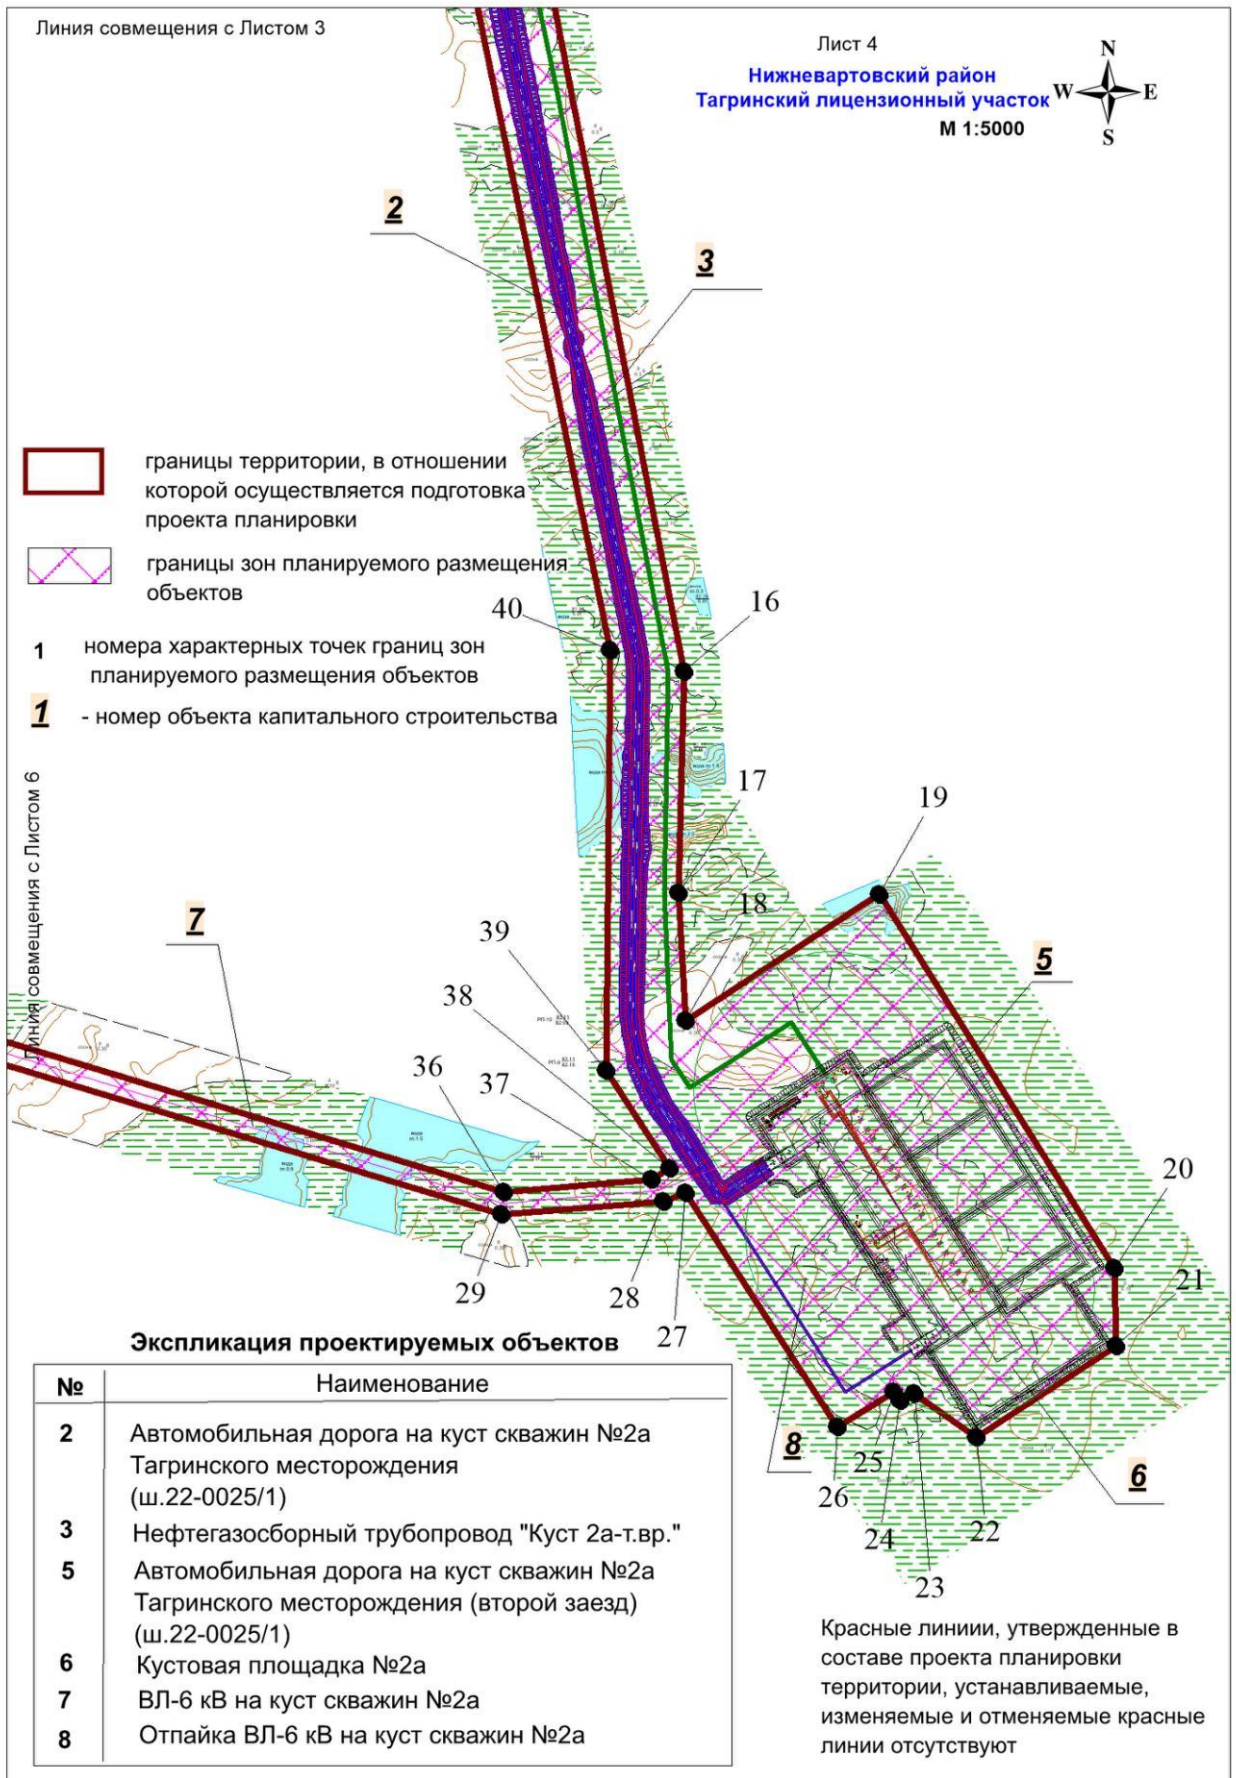 Линия совмещения с Листом 3
Лист 4
Нижневартовский район
Тагринский лицензионный участок
М 1:5000
N
W
E
S
2
3
границы территории, в отношении
которой осуществляется подготовка
проекта планировки
границы зон планируемого размещения
объектов
1 номера характерных точек границ зон
планируемого размещения объектов
1 - номер объекта капитального строительства
40
16
17
19
18
Линия совмещения с Листом 6
7
39
5
38
36
37
20
21
29
28
27
8
25
26
24
22
23
6
Экспликация проектируемых объектов
№ Наименование
2 Автомобильная дорога на куст скважин №2а
Тагринского месторождения
(ш.22-0025/1)
3 Нефтегазосборный трубопровод "Куст 2а-т.вр."
5 Автомобильная дорога на куст скважин №2а
Тагринского месторождения (второй заезд)
(ш.22-0025/1)
6 Кустовая площадка №2а
7 ВЛ-6 кВ на куст скважин №2а
8 Отпайка ВЛ-6 кВ на куст скважин №2а
Красные линиии, утвержденные в
составе проекта планировки
территории, устанавливаемые,
изменяемые и отменяемые красные
линии отсутствуют